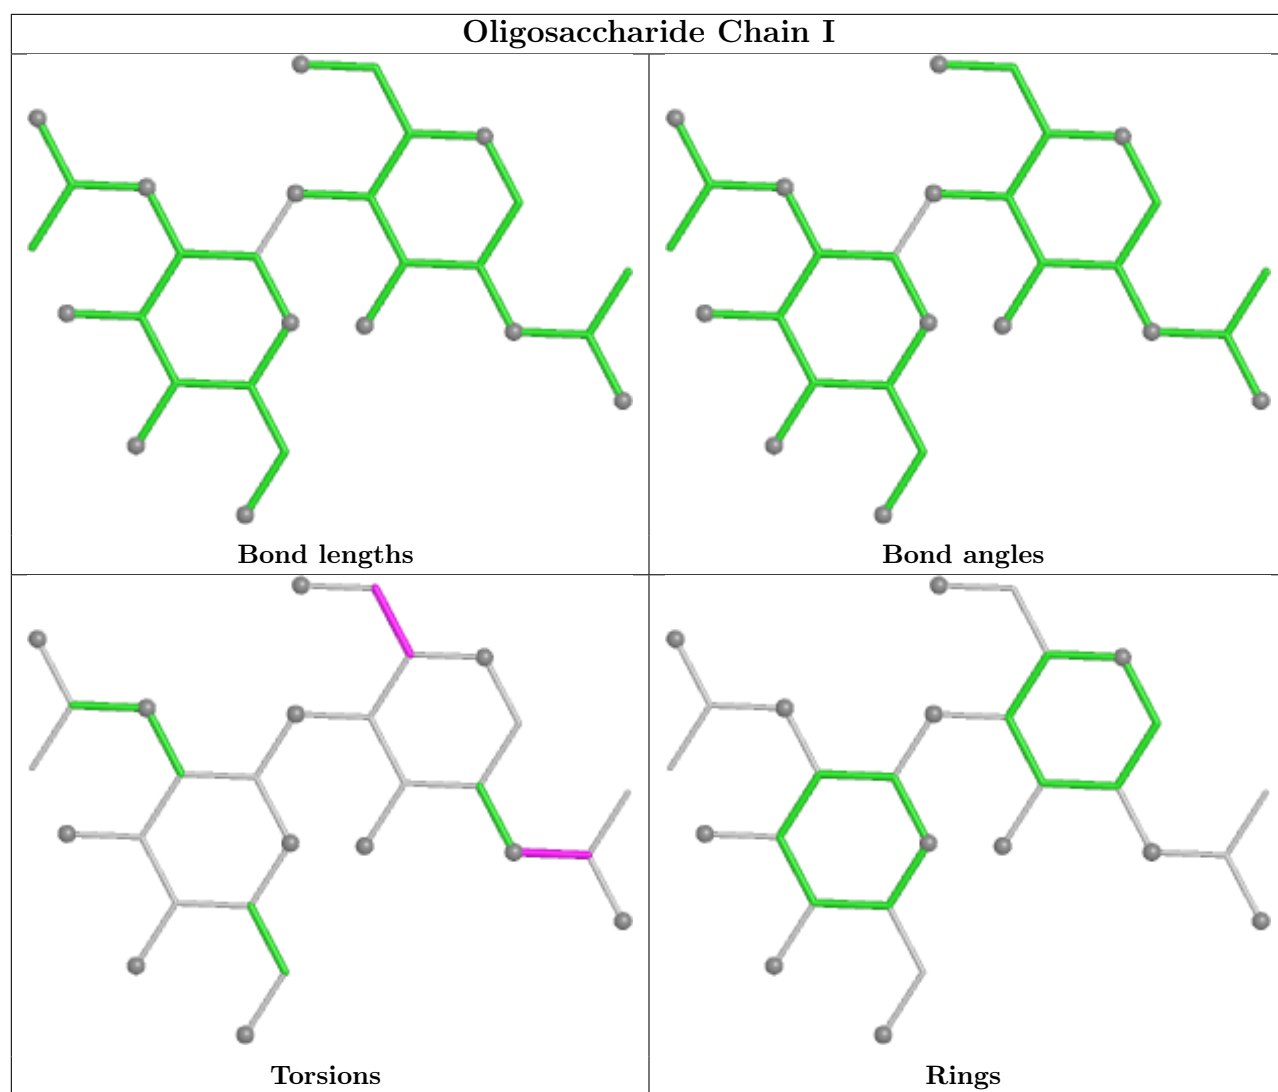 Oligosaccharide Chain I
Bond lengths
Bond angles
Torsions
Rings